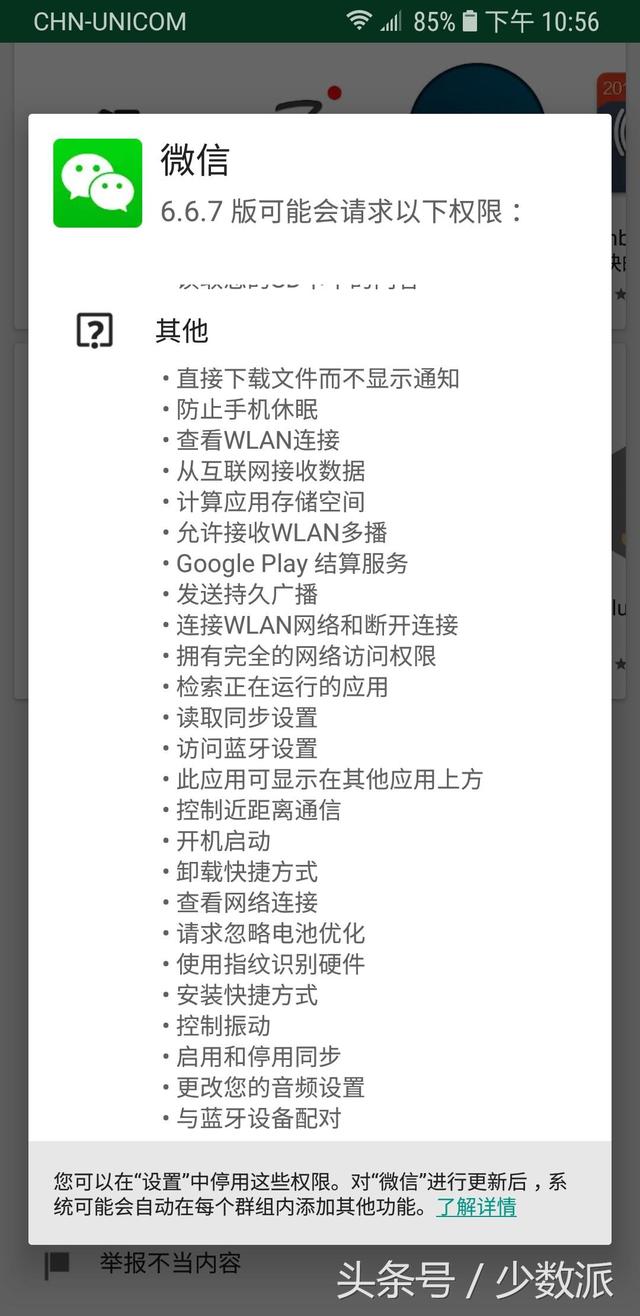 CHN-UNICOM 85% 下午 10:56
201
微信
6.6.7 版可能会请求以下权限：
其他
• 直接下载文件而不显示通知
• 防止手机休眠
• 查看WLAN连接
• 从互联网接收数据
• 计算应用存储空间
• 允许接收WLAN多播
• Google Play 结算服务
• 发送持久广播
• 连接WLAN网络和断开连接
• 拥有完全的网络访问权限
• 检索正在运行的应用
• 读取同步设置
• 访问蓝牙设置
• 此应用可显示在其他应用上方
• 控制近距离通信
• 开机启动
• 卸载快捷方式
• 查看网络连接
• 请求忽略电池优化
• 使用指纹识别硬件
• 安装快捷方式
• 控制振动
• 启用和停用同步
• 更改您的音频设置
• 与蓝牙设备配对
您可以在“设置”中停用这些权限。对“微信”进行更新后，系
统可能会自动在每个群组内添加其他功能。了解详情
举报不当内容
头条号 / 少数派